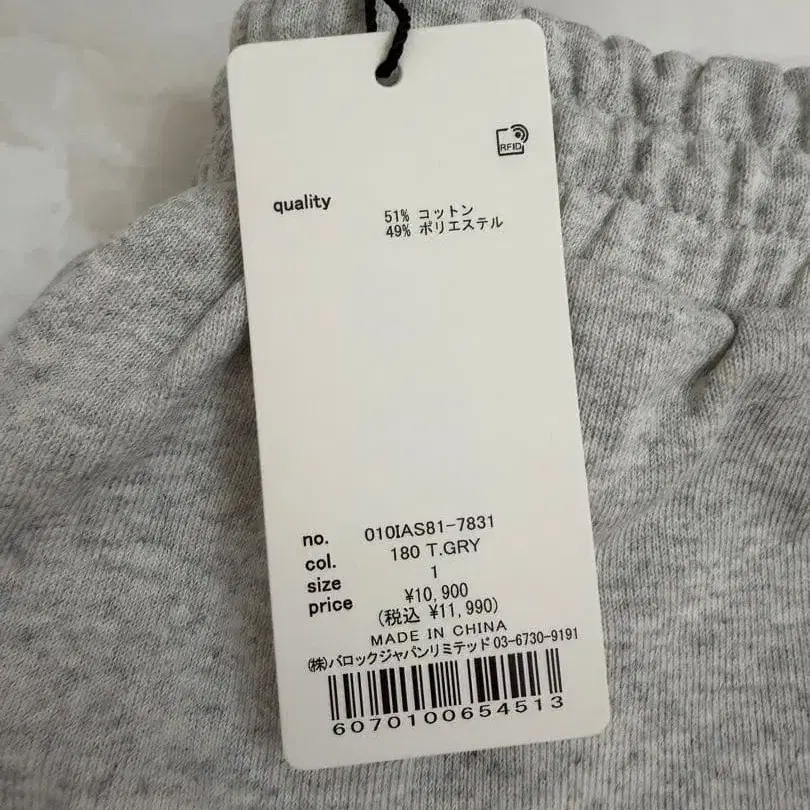 RFID
quality
51% コットン
49% ポリエステル
no. 010IAS81-7831
col. 180 T.GRY
size 1
price ¥10,900
(税込 ¥11,990)
MADE IN CHINA
㈱バロックジャパンリミテッド 03-6730-9191
6070100654513